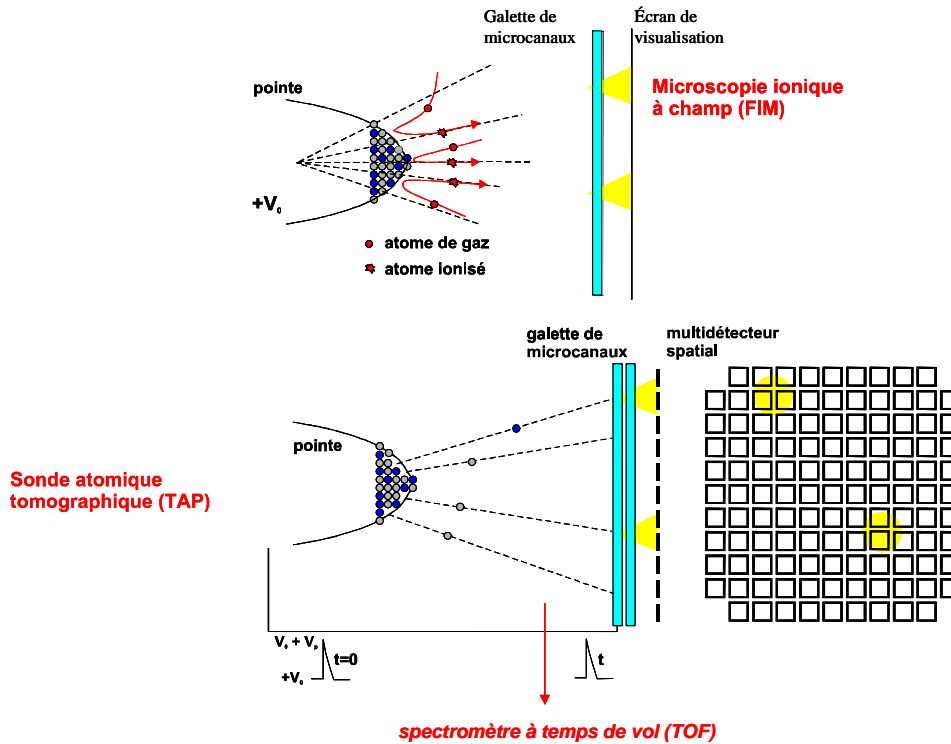 Galette de
microcanaux
Écran de
visualisation
pointe
Microscopie ionique
à champ (FIM)
+V₀
atome de gaz
atome ionisé
galette de
microcanaux
multidétecteur
spatial
pointe
Sonde atomique
tomographique (TAP)
V₀ + Vₚ
t=0
t
+V₀
spectromètre à temps de vol (TOF)